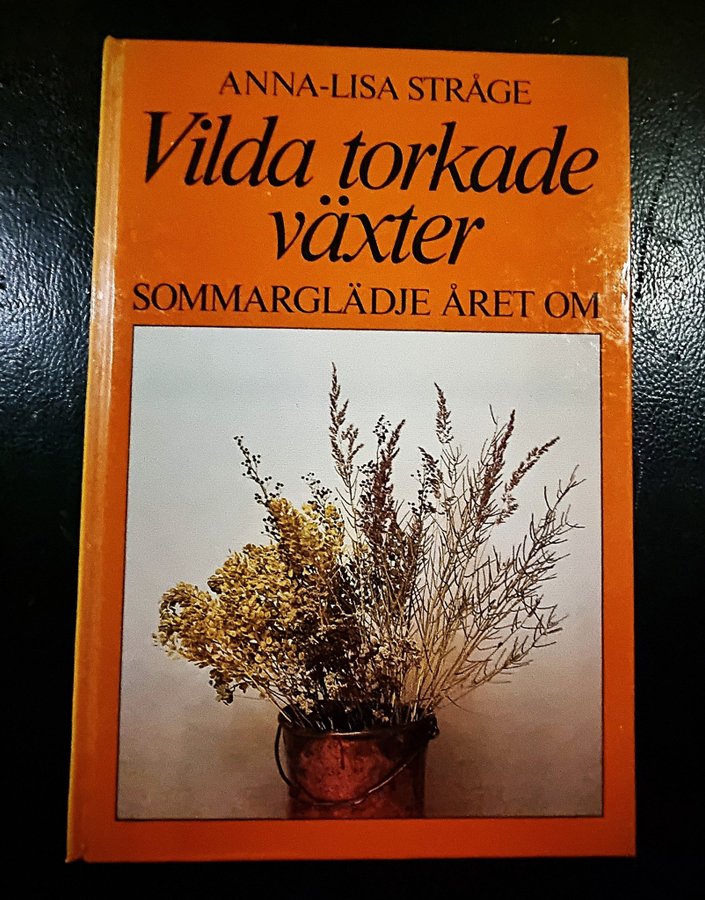 ANNA-LISA STRÅGE
Vilda torkade
växter
SOMMARGLÄDJE ÅRET OM